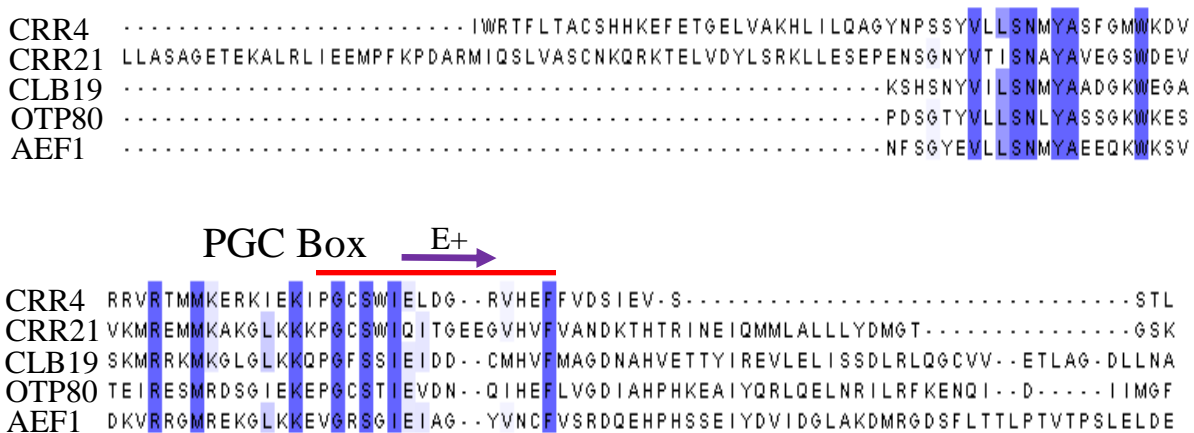 CRR4 ·························IWRTFLTACSHHKEFETGELVAKHLILQAGYNPSSYVLLSNMYASFGMWKDV
CRR21 LLASAGETEKALRLIEEMPFKPDARMIQSLVASCNKQRKTELVDYLSRKLLESEPENSGNYVTISNAYAVEGSWDEV
CLB19 ·······················································KSHSNYVILSNMYAADGKWEGA
OTP80 ·······················································PDSGTYVLLSNLYASSGKWKES
AEF1 ·······················································NFSGYEVLLSNMYAEEQKWKSV
PGC Box E+
CRR4 RRVRTMMKERKIEKIPGCSWIELDG··RVHEFFVDSIEV·S································STL
CRR21 VKMREMMKAKGLKKKPGCSWIQITGEEGVHVFVANDKTHTRINEIQMMLALLLYDMGT···············GSK
CLB19 SKMRRKMKGLGLKKQPGFSSIEIDD··CMHVFMAGDNAHVETTYIREVLELISSDLRLQGCVV··ETLAG·DLLNA
OTP80 TEIRESMRDSGIEKEPGCSTIEVDN··QIHEFLVGDIAHPHKEAIYQRLQELNRILRFKENQI··D·····IIMGF
AEF1 DKVRRGMREKGLKKEVGRSGIEIAG··YVNCFVSRDQEHPHSSEIYDVIDGLAKDMRGDSFLTTLPTVTPSLELDE